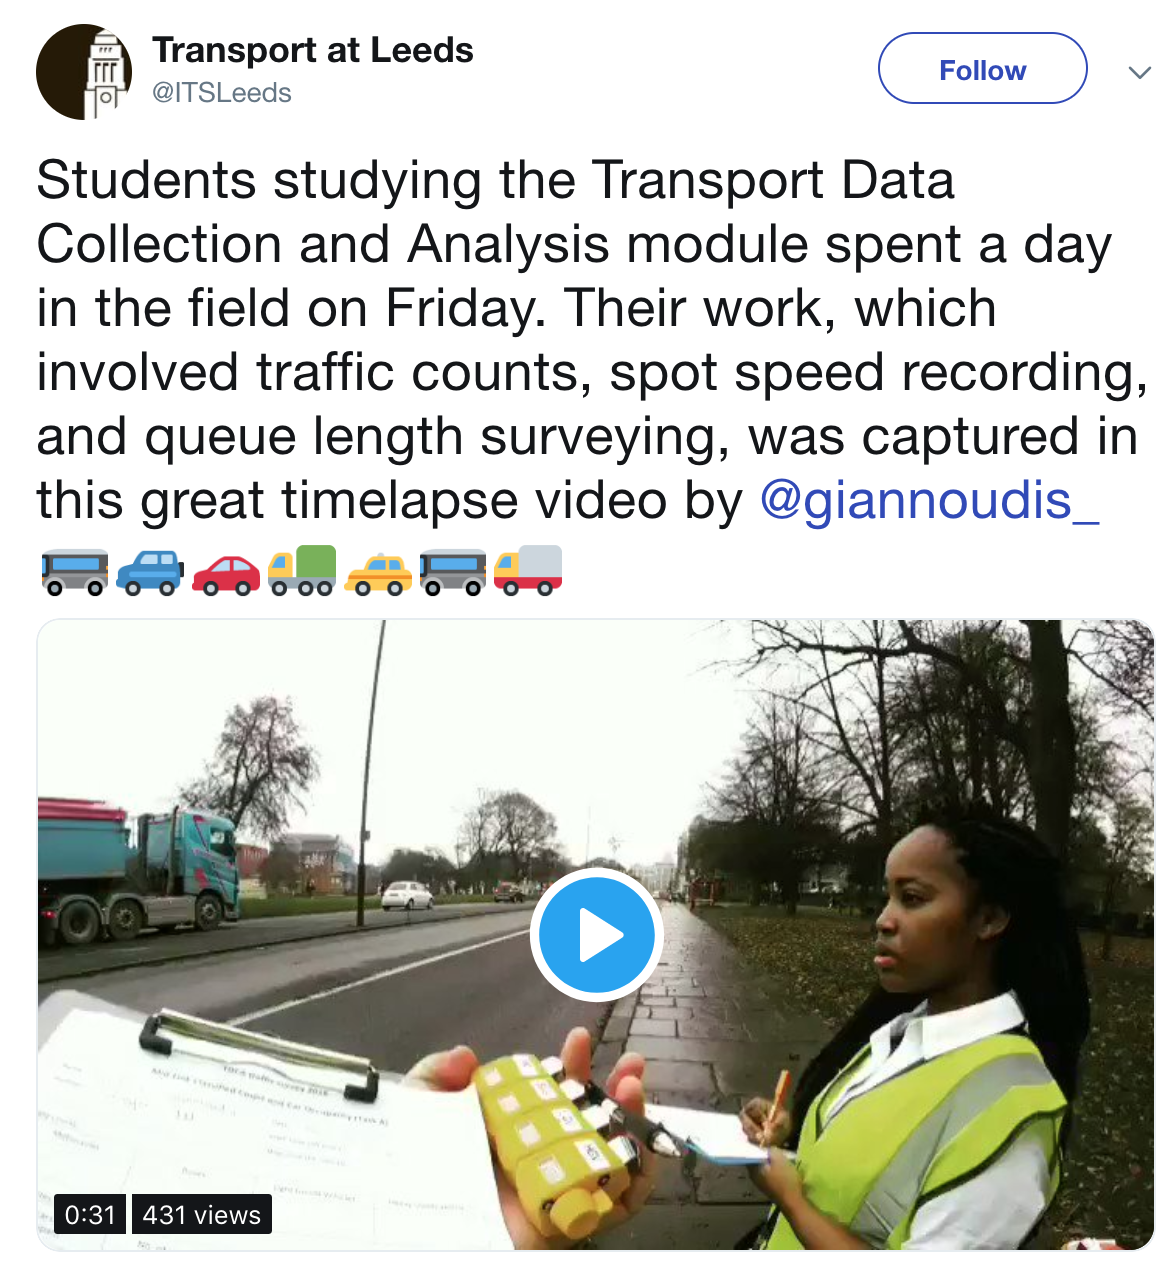 Transport at Leeds
@ITSLeeds
Follow
Students studying the Transport Data
Collection and Analysis module spent a day
in the field on Friday. Their work, which
involved traffic counts, spot speed recording,
and queue length surveying, was captured in
this great timelapse video by @giannoudis_
0:31
431 views